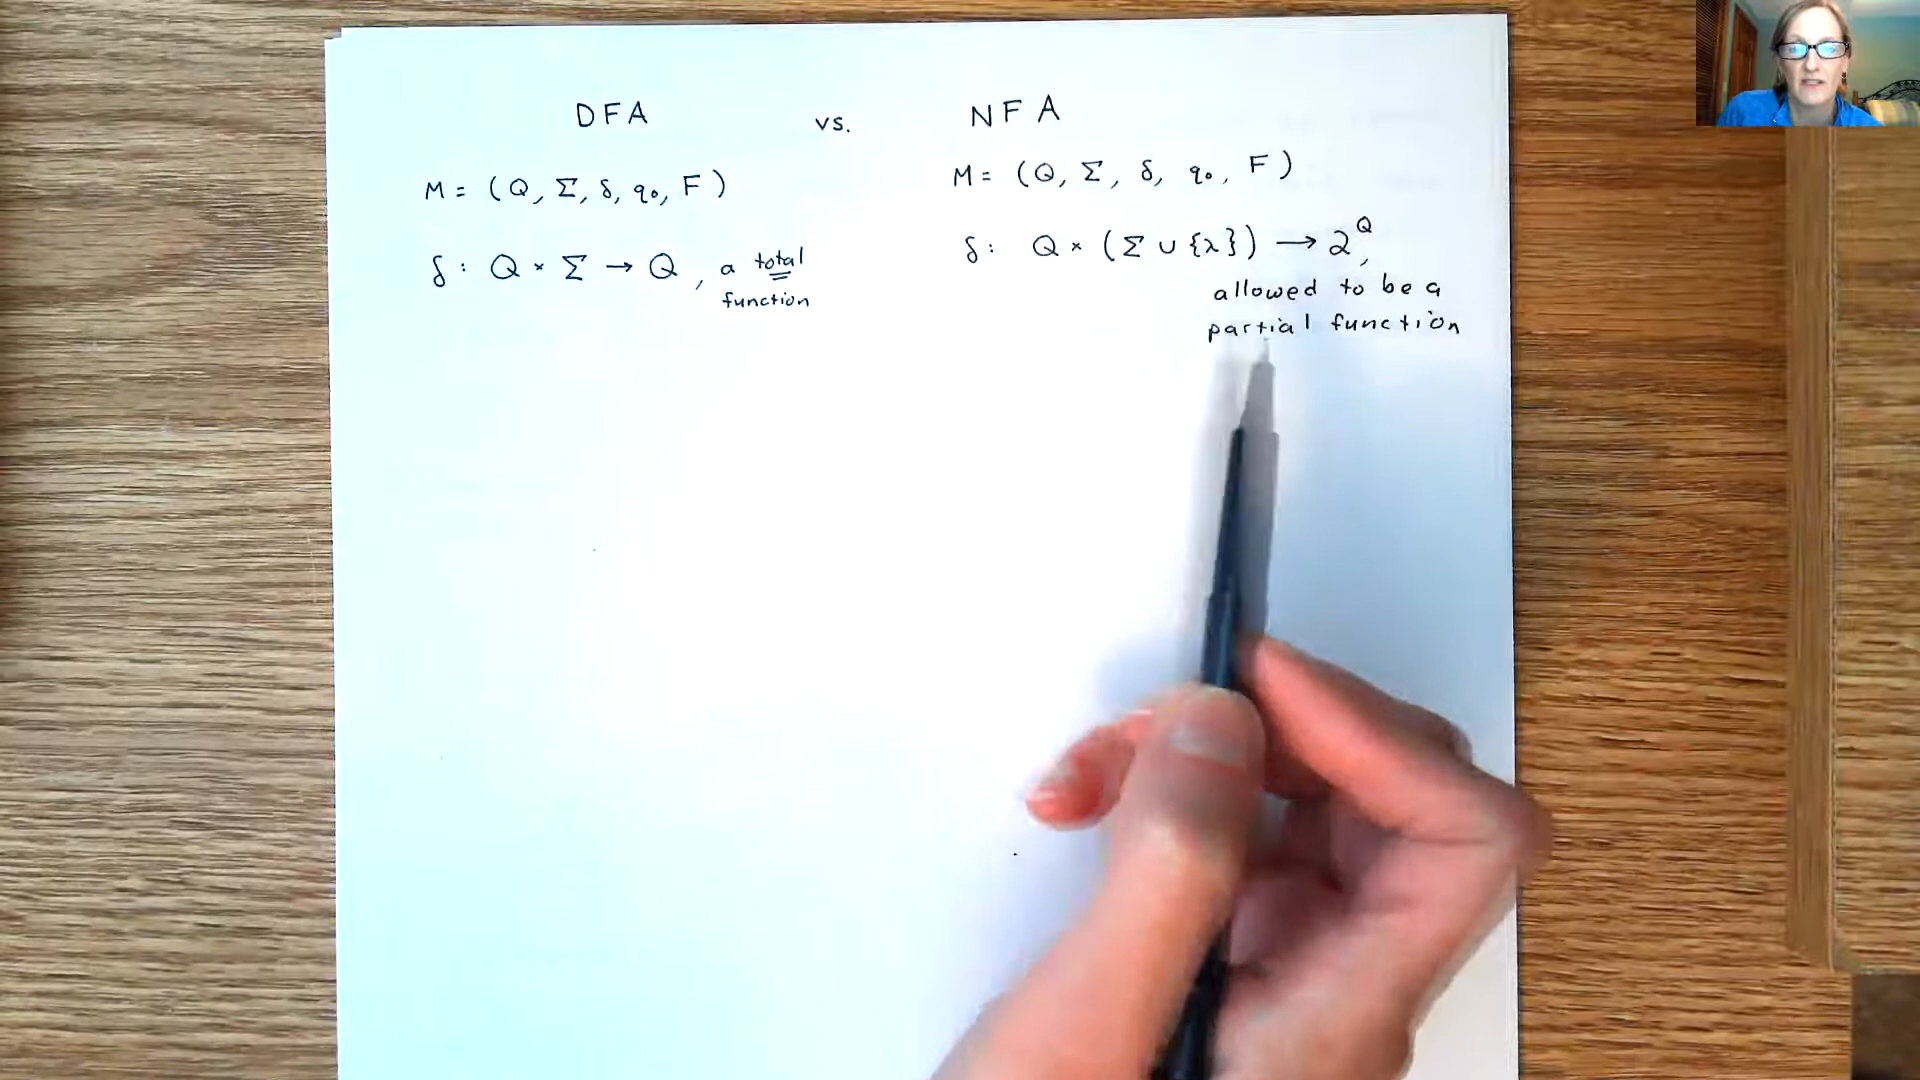 DFA vs. NFA
M = (Q, Σ, δ, q₀, F)
δ : Q × Σ → Q, a total
function
M = (Q, Σ, δ, q₀, F)
δ : Q × (Σ ∪ {λ}) → 2^Q,
allowed to be a
partial function